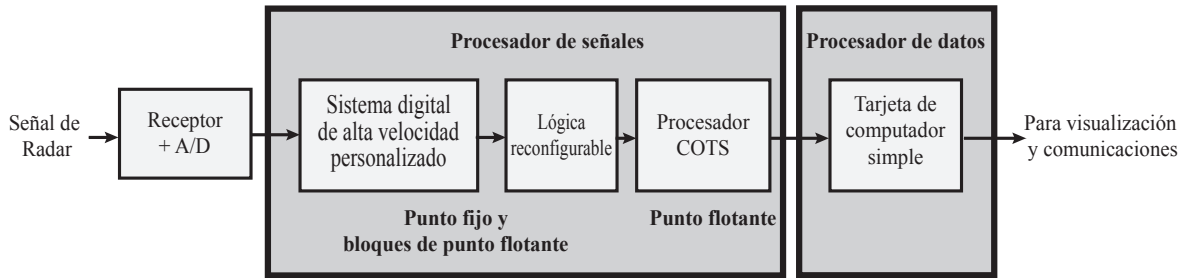 Procesador de señales
Procesador de datos
Señal de
Radar
Receptor
+ A/D
Sistema digital
de alta velocidad
personalizado
Lógica
reconfigurable
Procesador
COTS
Tarjeta de
computador
simple
Para visualización
y comunicaciones
Punto fijo y
bloques de punto flotante
Punto flotante